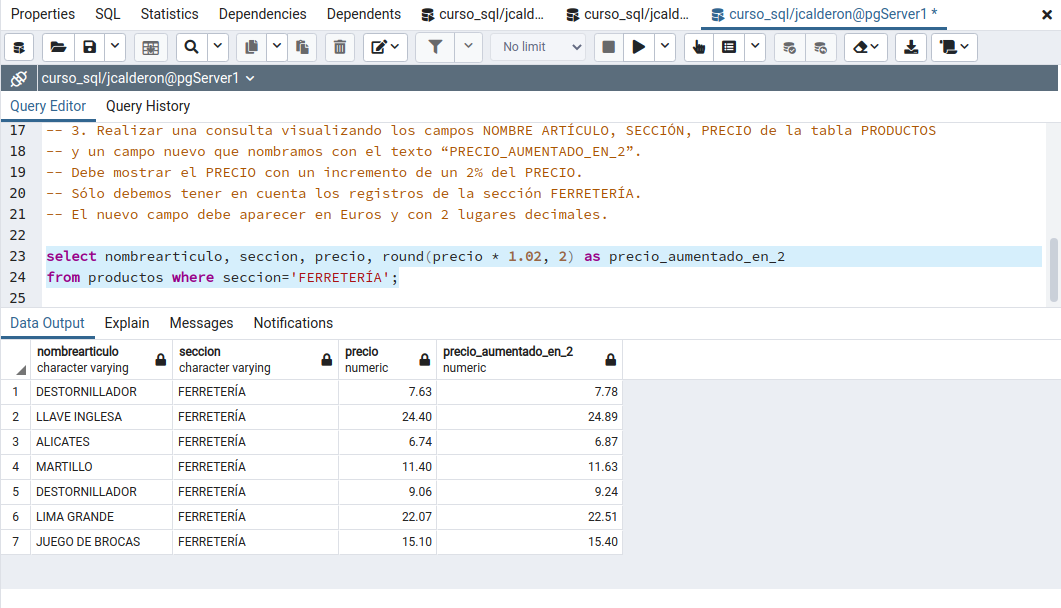 Properties SQL Statistics Dependencies Dependents curso_sql/jcald... curso_sql/jcald... curso_sql/jcalderon@pgServer1 *
No limit
curso_sql/jcalderon@pgServer1
Query Editor Query History
17 -- 3. Realizar una consulta visualizando los campos NOMBRE ARTÍCULO, SECCIÓN, PRECIO de la tabla PRODUCTOS
18 -- y un campo nuevo que nombramos con el texto “PRECIO_AUMENTADO_EN_2”.
19 -- Debe mostrar el PRECIO con un incremento de un 2% del PRECIO.
20 -- Sólo debemos tener en cuenta los registros de la sección FERRETERÍA.
21 -- El nuevo campo debe aparecer en Euros y con 2 lugares decimales.
22
23 select nombrearticulo, seccion, precio, round(precio * 1.02, 2) as precio_aumentado_en_2
24 from productos where seccion='FERRETERÍA';
25
Data Output Explain Messages Notifications
nombrearticulo seccion precio precio_aumentado_en_2
character varying character varying numeric numeric
1 DESTORNILLADOR FERRETERÍA 7.63 7.78
2 LLAVE INGLESA FERRETERÍA 24.40 24.89
3 ALICATES FERRETERÍA 6.74 6.87
4 MARTILLO FERRETERÍA 11.40 11.63
5 DESTORNILLADOR FERRETERÍA 9.06 9.24
6 LIMA GRANDE FERRETERÍA 22.07 22.51
7 JUEGO DE BROCAS FERRETERÍA 15.10 15.40